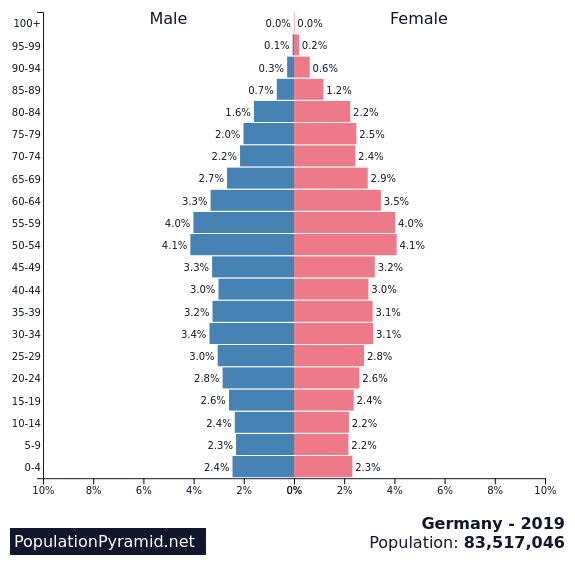 Male Female
100+ 0.0% 0.0%
95-99 0.1% 0.2%
90-94 0.3% 0.6%
85-89 0.7% 1.2%
80-84 1.6% 2.2%
75-79 2.0% 2.5%
70-74 2.2% 2.4%
65-69 2.7% 2.9%
60-64 3.3% 3.5%
55-59 4.0% 4.0%
50-54 4.1% 4.1%
45-49 3.3% 3.2%
40-44 3.0% 3.0%
35-39 3.2% 3.1%
30-34 3.4% 3.1%
25-29 3.0% 2.8%
20-24 2.8% 2.6%
15-19 2.6% 2.4%
10-14 2.4% 2.2%
5-9 2.3% 2.2%
0-4 2.4% 2.3%
10% 8% 6% 4% 2% 0% 2% 4% 6% 8% 10%
Germany - 2019
PopulationPyramid.net Population: 83,517,046